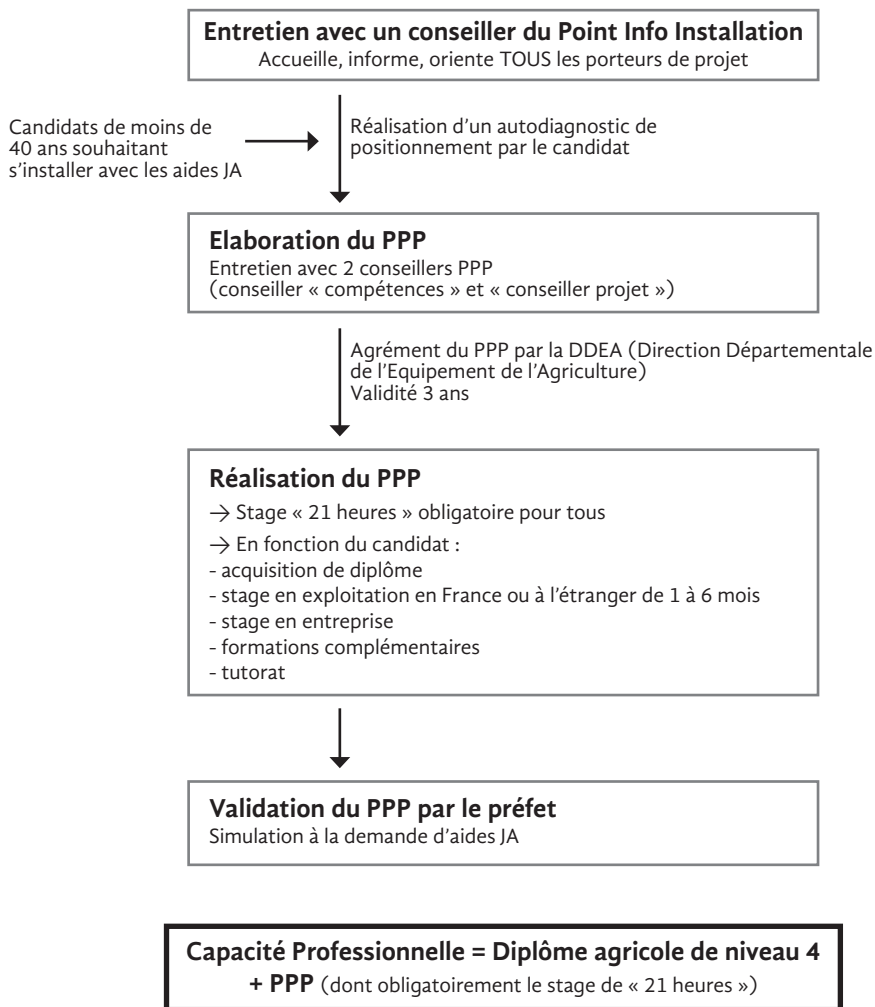 Entretien avec un conseiller du Point Info Installation
Accueille, informe, oriente TOUS les porteurs de projet
Candidats de moins de
40 ans souhaitant
s’installer avec les aides JA
Réalisation d’un autodiagnostic de
positionnement par le candidat
Elaboration du PPP
Entretien avec 2 conseillers PPP
(conseiller « compétences » et « conseiller projet »)
Agrément du PPP par la DDEA (Direction Départementale
de l’Equipement de l’Agriculture)
Validité 3 ans
Réalisation du PPP
→ Stage « 21 heures » obligatoire pour tous
→ En fonction du candidat :
- acquisition de diplôme
- stage en exploitation en France ou à l’étranger de 1 à 6 mois
- stage en entreprise
- formations complémentaires
- tutorat
Validation du PPP par le préfet
Simulation à la demande d’aides JA
Capacité Professionnelle = Diplôme agricole de niveau 4
+ PPP (dont obligatoirement le stage de « 21 heures »)